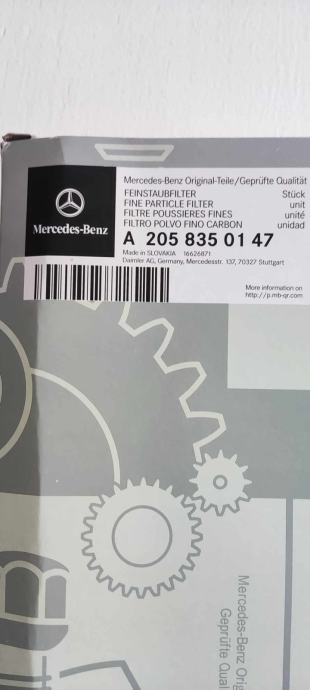 Mercedes-Benz Original-Teile/Geprüfte Qualität
FEINSTAUBFILTER Stück
FINE PARTICLE FILTER unit
FILTRE POUSSIERES FINES unité
FILTRO POLVO FINO CARBON unidad
Mercedes-Benz
A 205 835 01 47
Made in SLOVAKIA 16626871
Daimler AG, Germany, Mercedesstr. 137, 70327 Stuttgart
More information on
http://p.mb-qr.com
B
Mercedes-Benz Orig
Geprüfte Qual